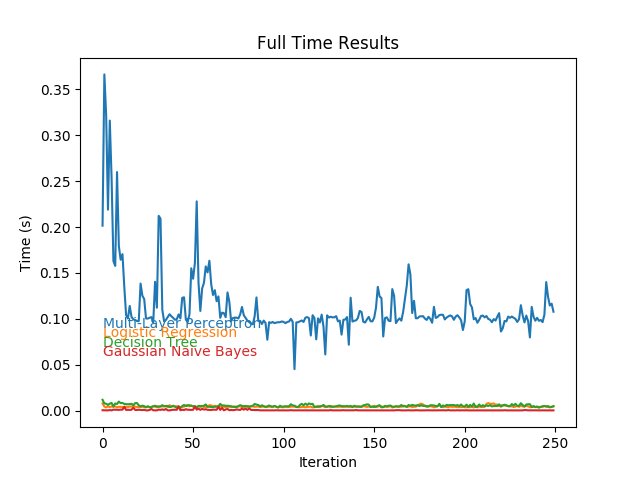 Full Time Results
Time (s)
0.35
0.30
0.25
0.20
0.15
0.10
0.05
0.00
Multi-Layer Perceptron
Logistic Regression
Decision Tree
Gaussian Naive Bayes
0 50 100 150 200 250
Iteration